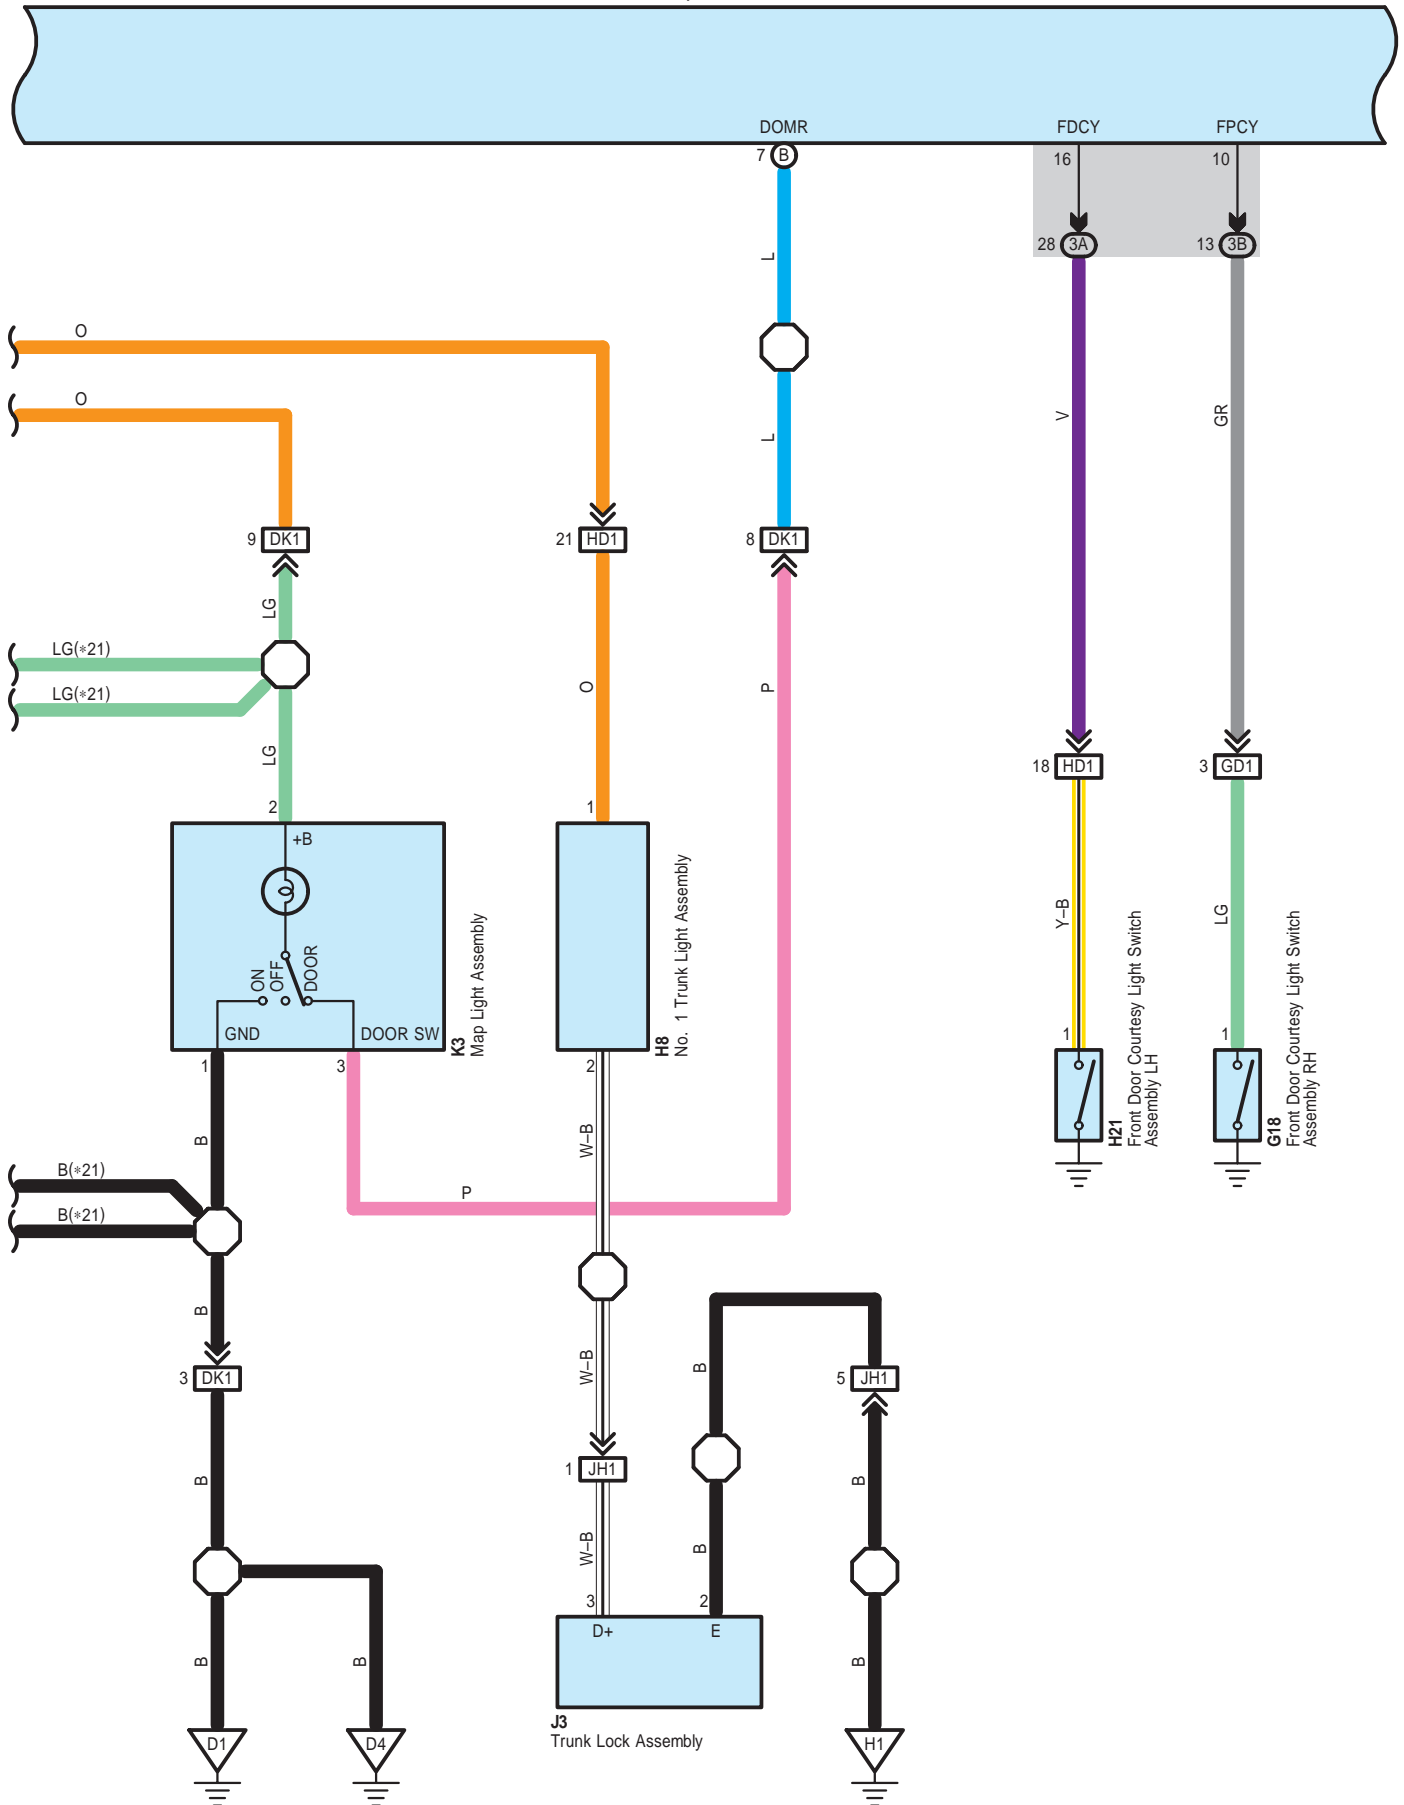 DOMR
FDCY
FPCY
7 B
16
10
28 3A
13 3B
L
O
O
L
V
GR
9 DK1
21 HD1
8 DK1
LG
LG(*21)
LG(*21)
O
P
LG
18 HD1
3 GD1
2
1
+B
ON
OFF
DOOR
GND
DOOR SW
K3
Map Light Assembly
H8
No. 1 Trunk Light Assembly
Y-B
LG
1
1
H21
Front Door Courtesy Light Switch
Assembly LH
G18
Front Door Courtesy Light Switch
Assembly RH
1
3
2
B
W-B
B(*21)
P
B(*21)
B
3 DK1
W-B
B
5 JH1
1 JH1
B
B
W-B
B
3
2
D+
E
B
B
B
J3
Trunk Lock Assembly
D1
D4
H1